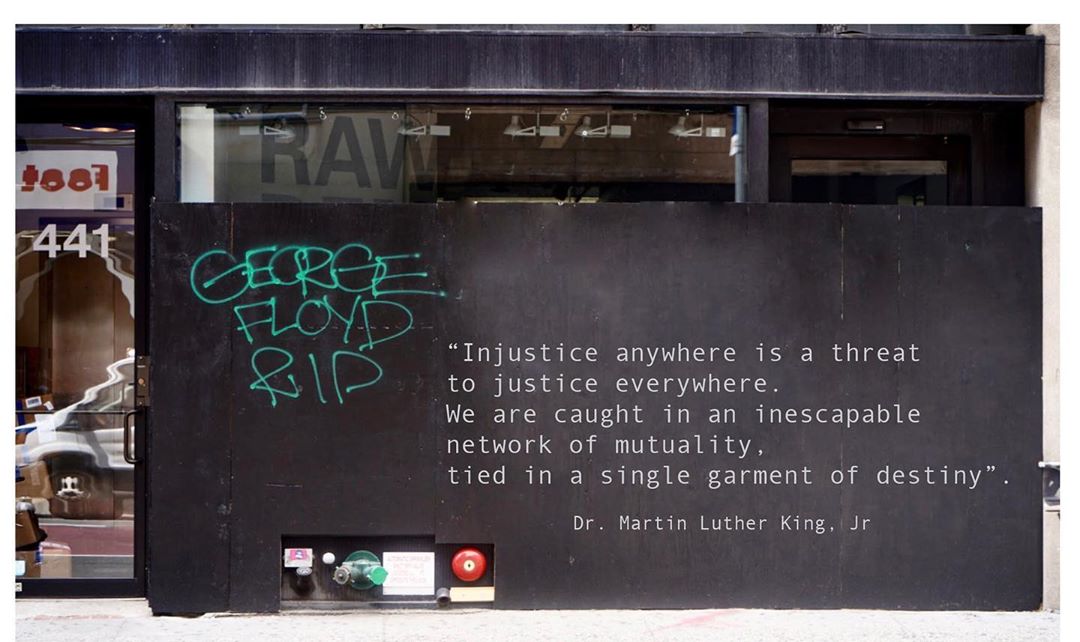 RAW
Foot
441
GEORGE
FLOYD
RIP
“Injustice anywhere is a threat
to justice everywhere.
We are caught in an inescapable
network of mutuality,
tied in a single garment of destiny”.
Dr. Martin Luther King, Jr